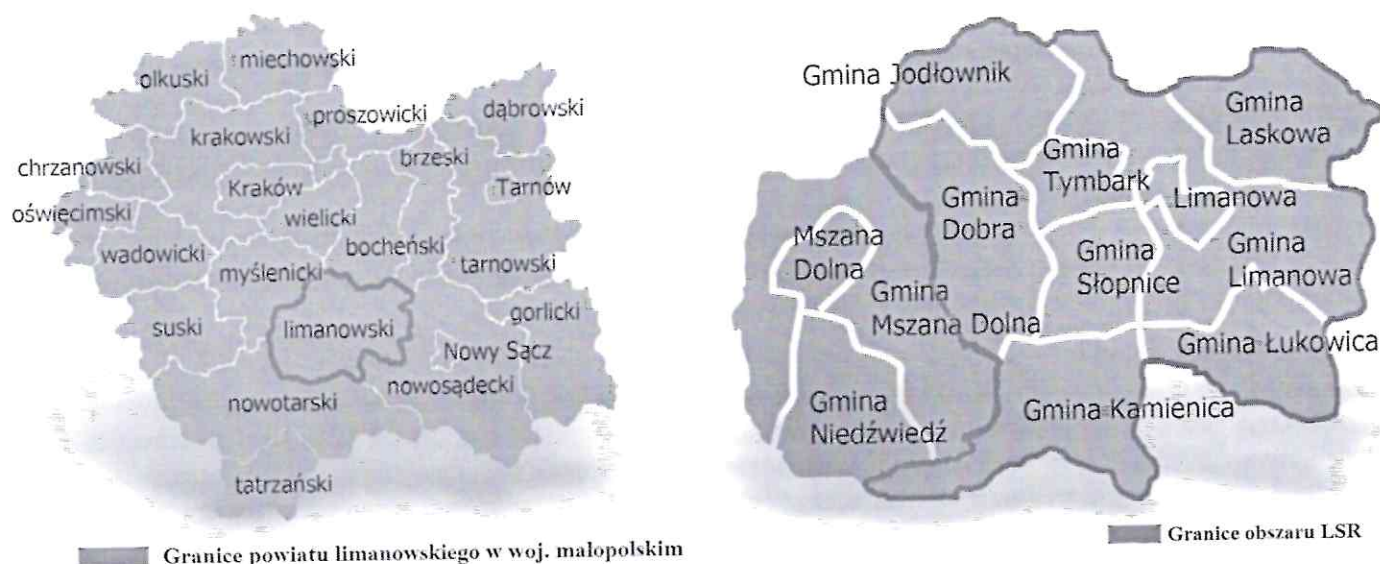 miechowski
olkuski
proszowicki
dąbrowski
krakowski
brzeski
chrzanowski
Kraków
Tarnów
oświęcimski
wielicki
wadowicki
bocheński
myślenicki
tarnowski
suski
limanowski
gorlicki
Nowy Sącz
nowosądecki
nowotarski
tatrzański
Granice powiatu limanowskiego w woj. małopolskim
Gmina Jodłownik
Gmina
Laskowa
Gmina
Tymbark
Limanowa
Gmina
Dobra
Mszana
Dolna
Gmina
Słopnice
Gmina
Limanowa
Gmina
Mszana Dolna
Gmina Łukowica
Gmina
Niedźwiedź
Gmina Kamienica
Granice obszaru LSR